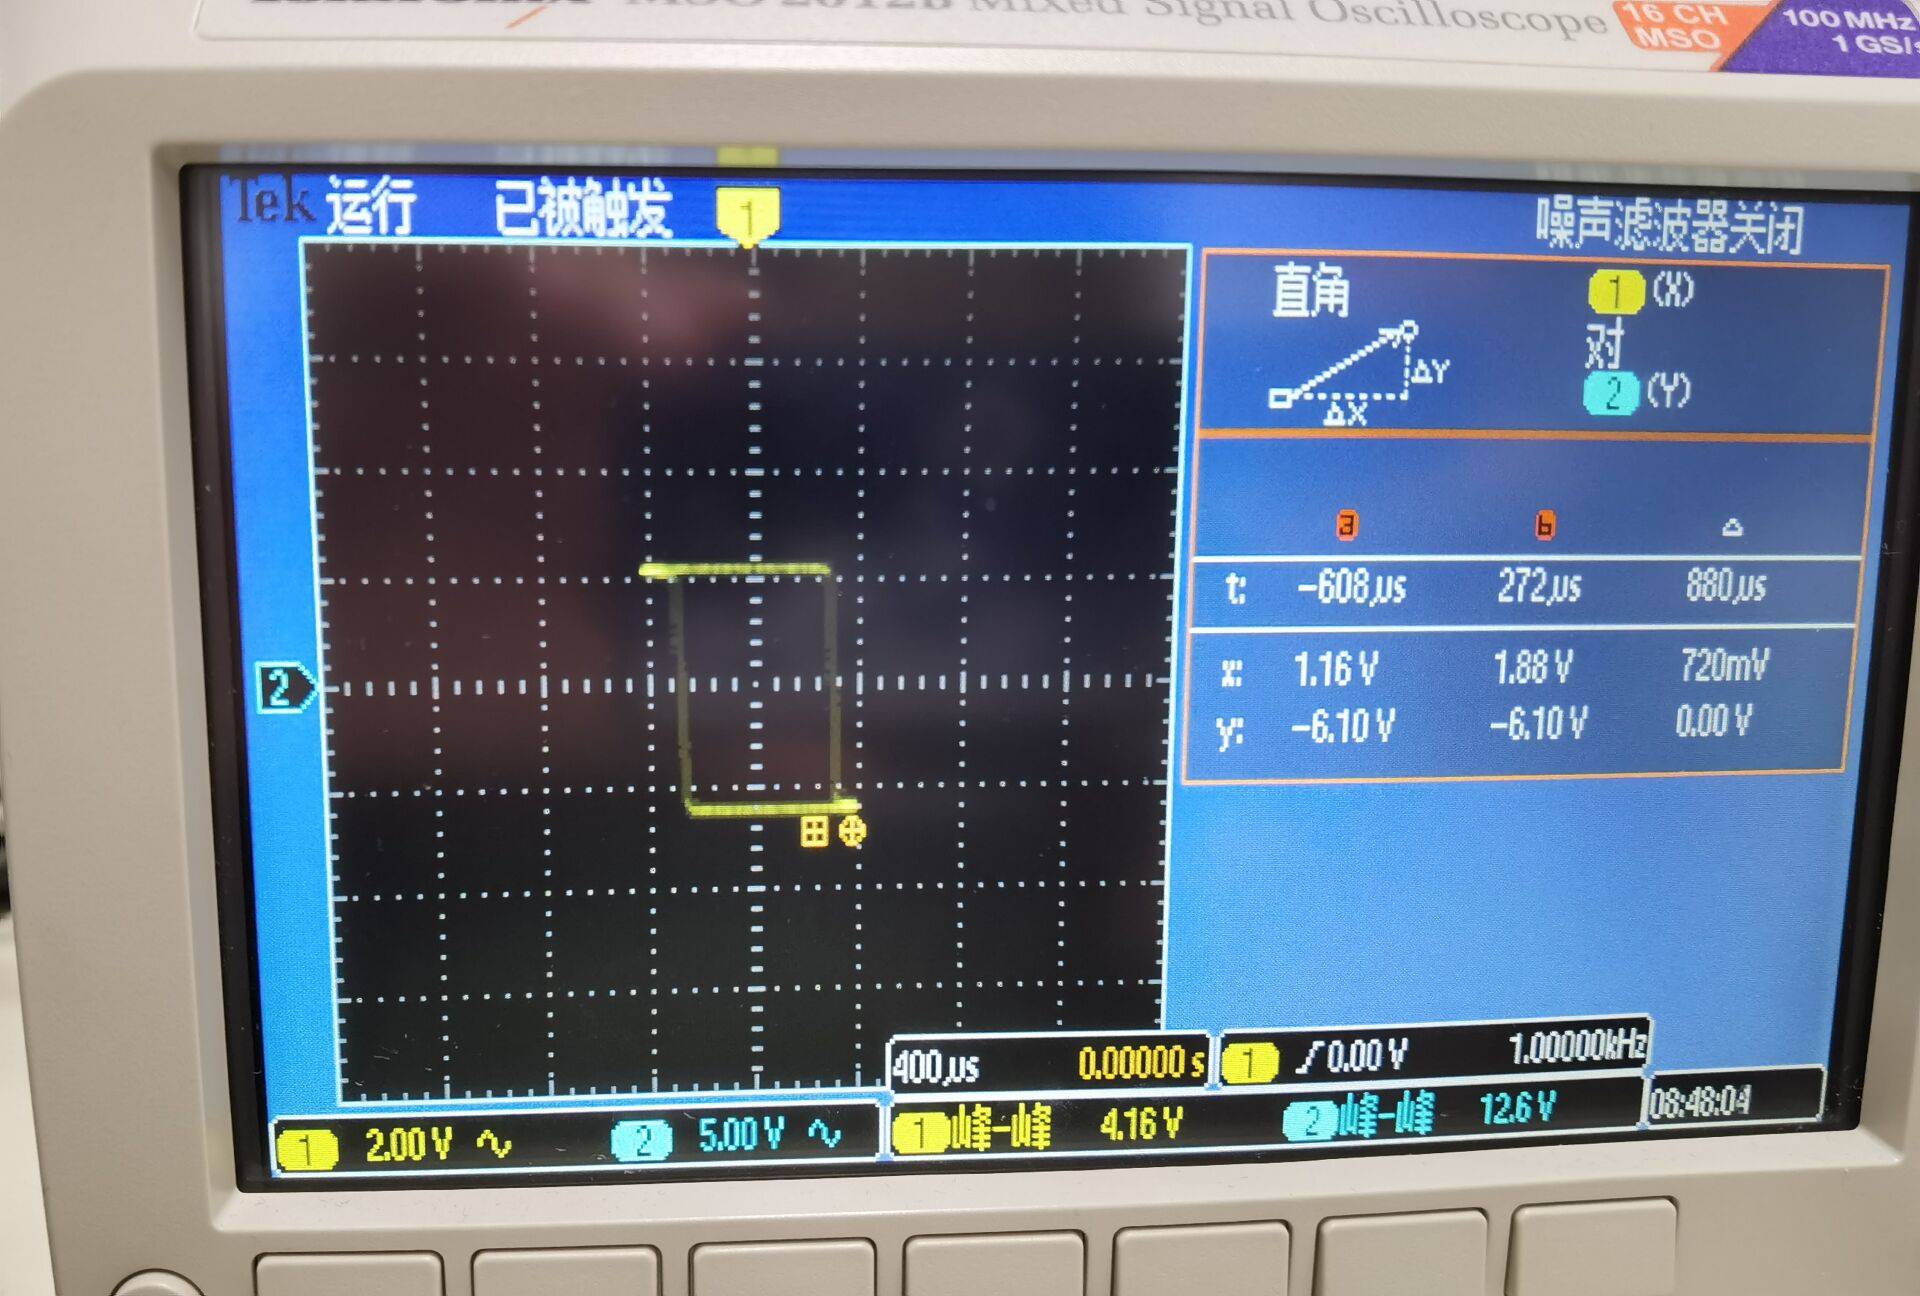 MSO 2012B Mixed Signal Oscilloscope
16 CH
MSO
100 MHz
1 GS/s
Tek 运行 已被触发 1 噪声滤波器关闭
直角 1 (X)
对
ΔY 2 (Y)
ΔX
a b Δ
t: -608µs 272µs 880µs
x: 1.16 V 1.88 V 720mV
2
y: -6.10 V -6.10 V 0.00 V
400µs 0.00000 s 1 0.00 V 1.00000kHz
1 2.00 V 2 5.00 V 1 峰-峰 4.16 V 2 峰-峰 12.6 V 08:48:04